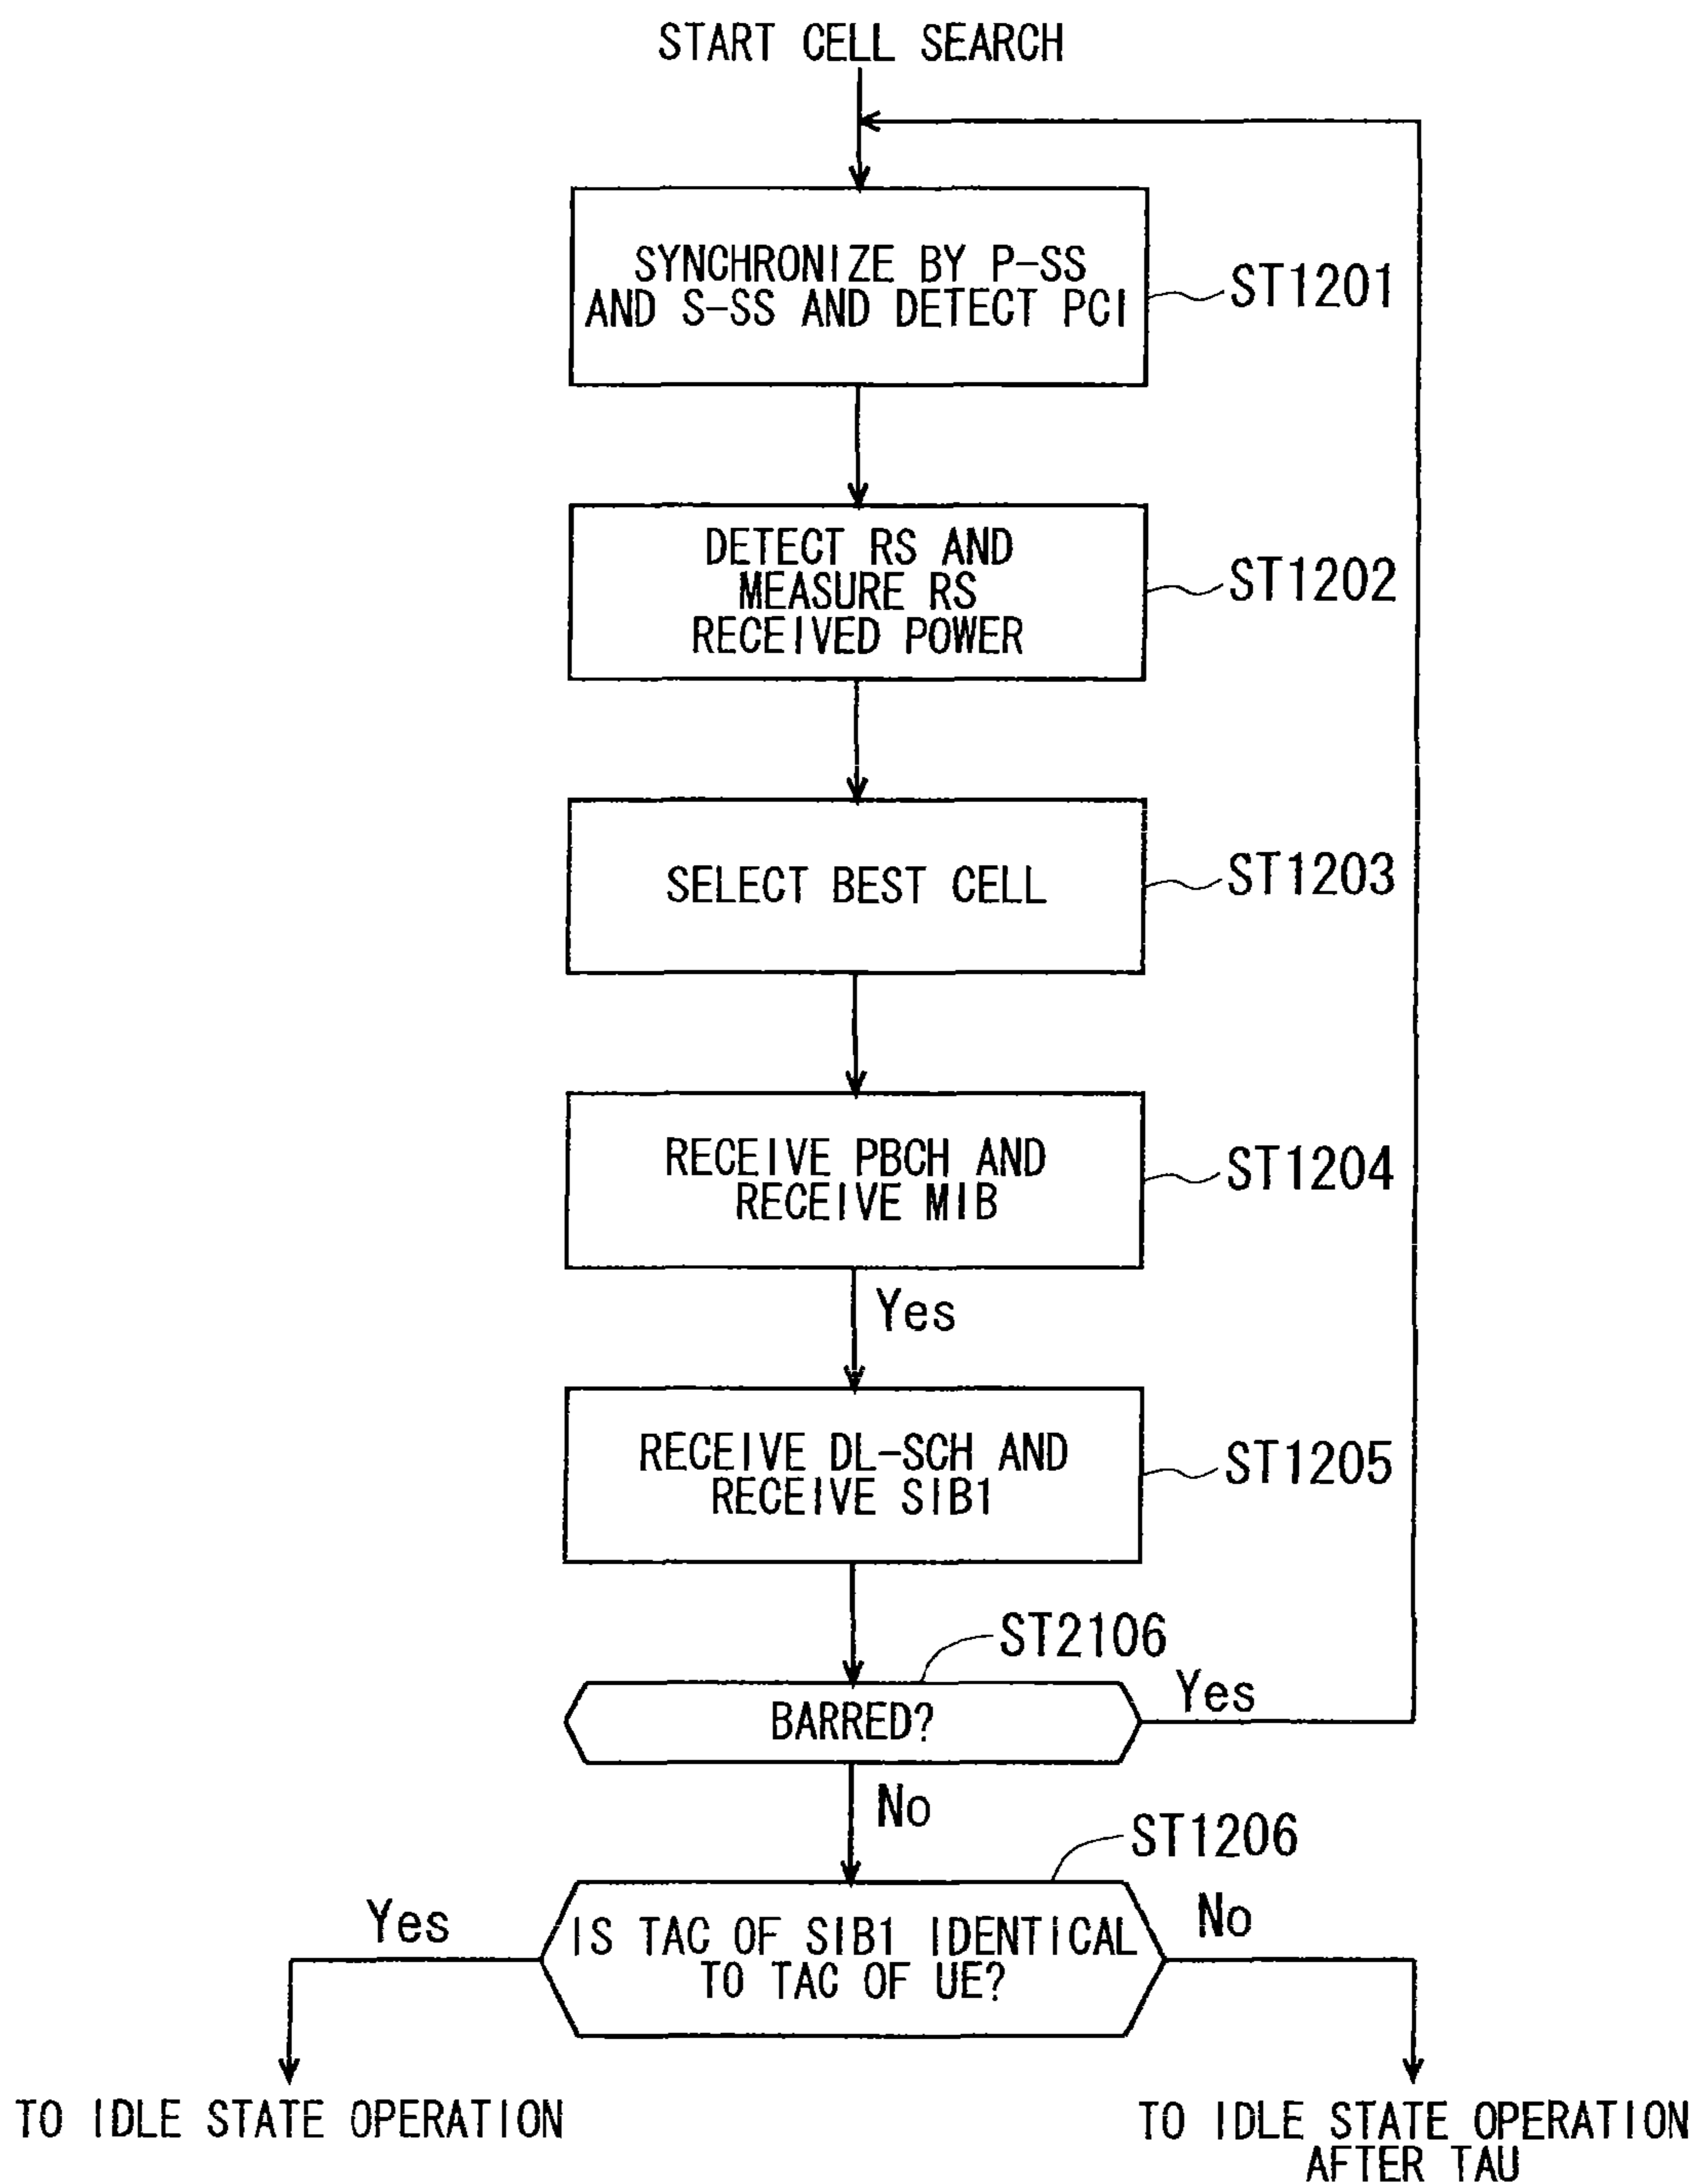 START CELL SEARCH
SYNCHRONIZE BY P-SS
AND S-SS AND DETECT PCI
ST1201
DETECT RS AND
MEASURE RS
RECEIVED POWER
ST1202
SELECT BEST CELL
ST1203
RECEIVE PBCH AND
RECEIVE MIB
ST1204
Yes
RECEIVE DL-SCH AND
RECEIVE SIB1
ST1205
ST2106
BARRED?
Yes
No
ST1206
Yes
IS TAC OF SIB1 IDENTICAL
TO TAC OF UE?
No
TO IDLE STATE OPERATION
TO IDLE STATE OPERATION
AFTER TAU